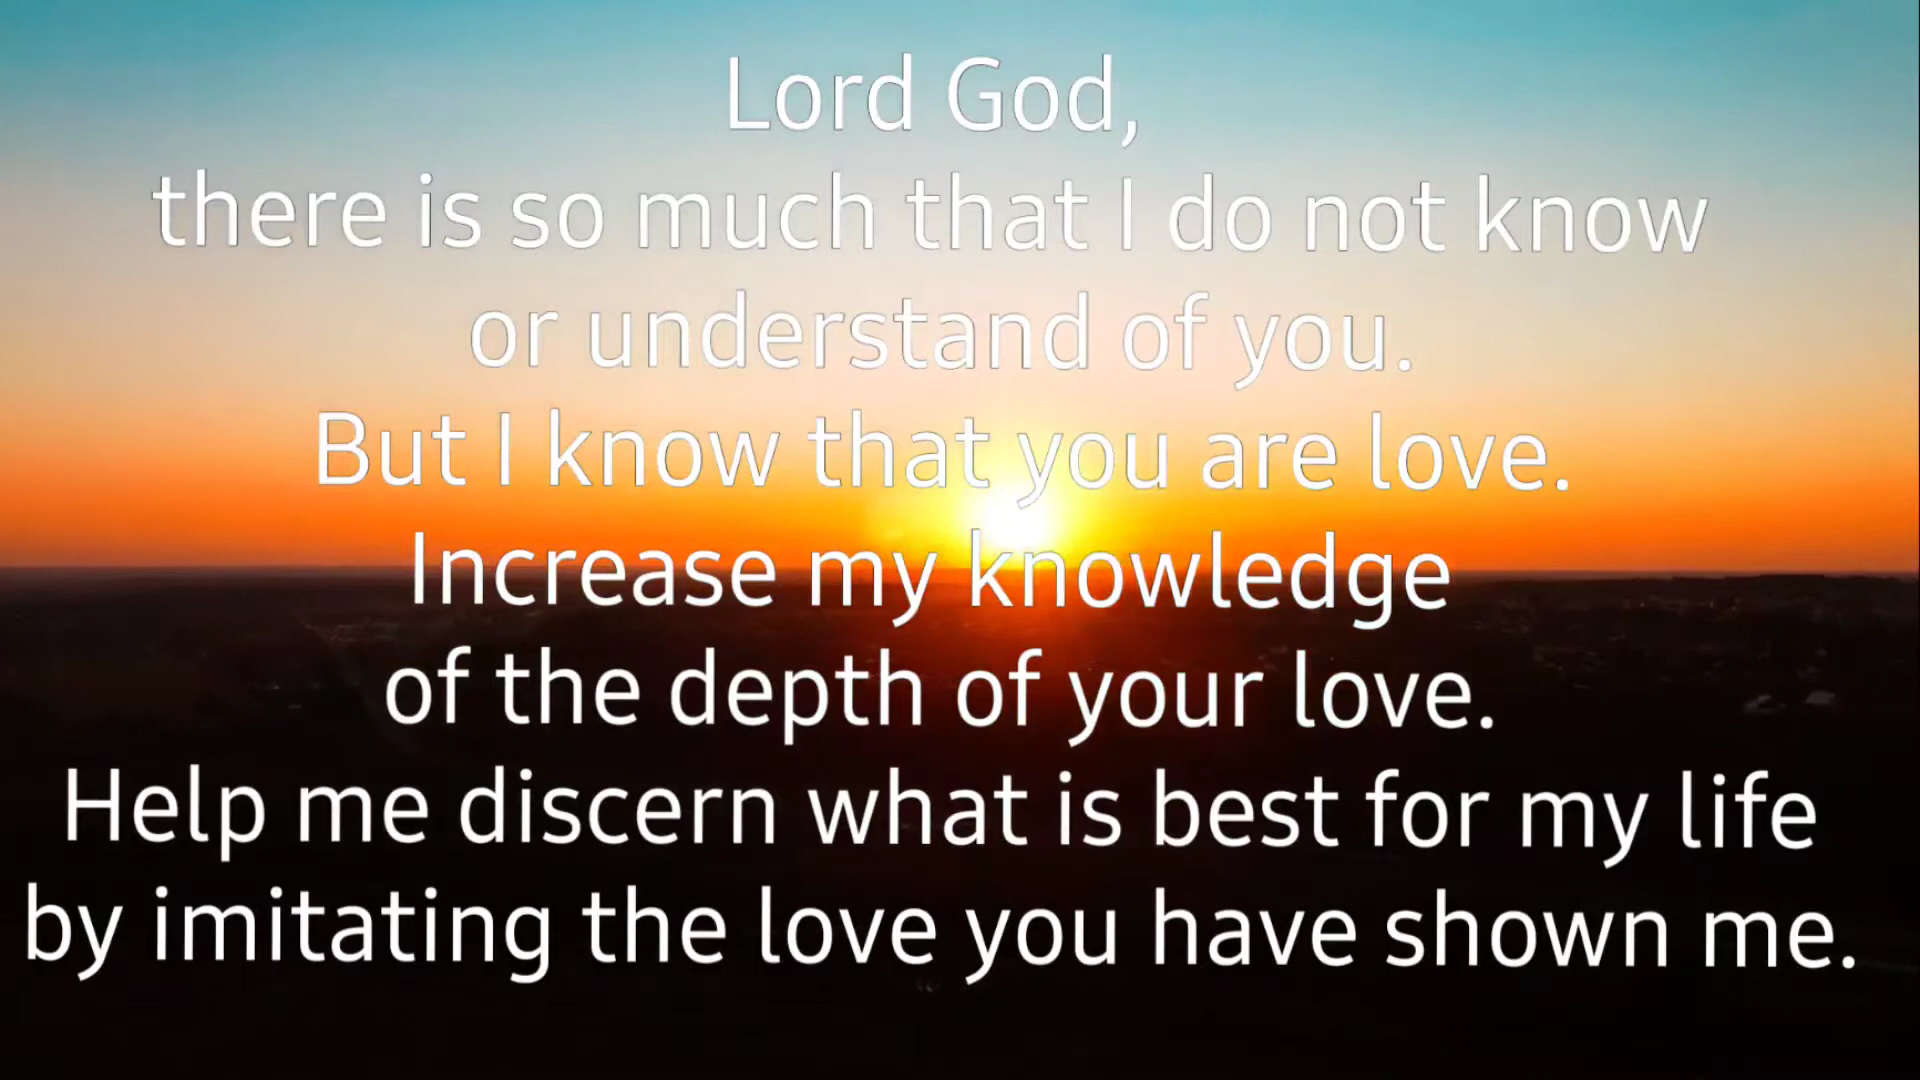 Lord God,
there is so much that I do not know
or understand of you.
But I know that you are love.
Increase my knowledge
of the depth of your love.
Help me discern what is best for my life
by imitating the love you have shown me.